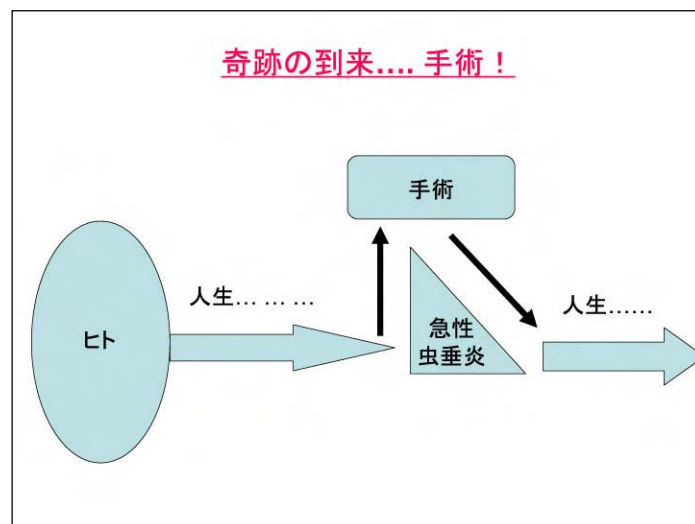 奇跡の到来.... 手術！
手術
人生… … …
人生……
急性
虫垂炎
ヒト